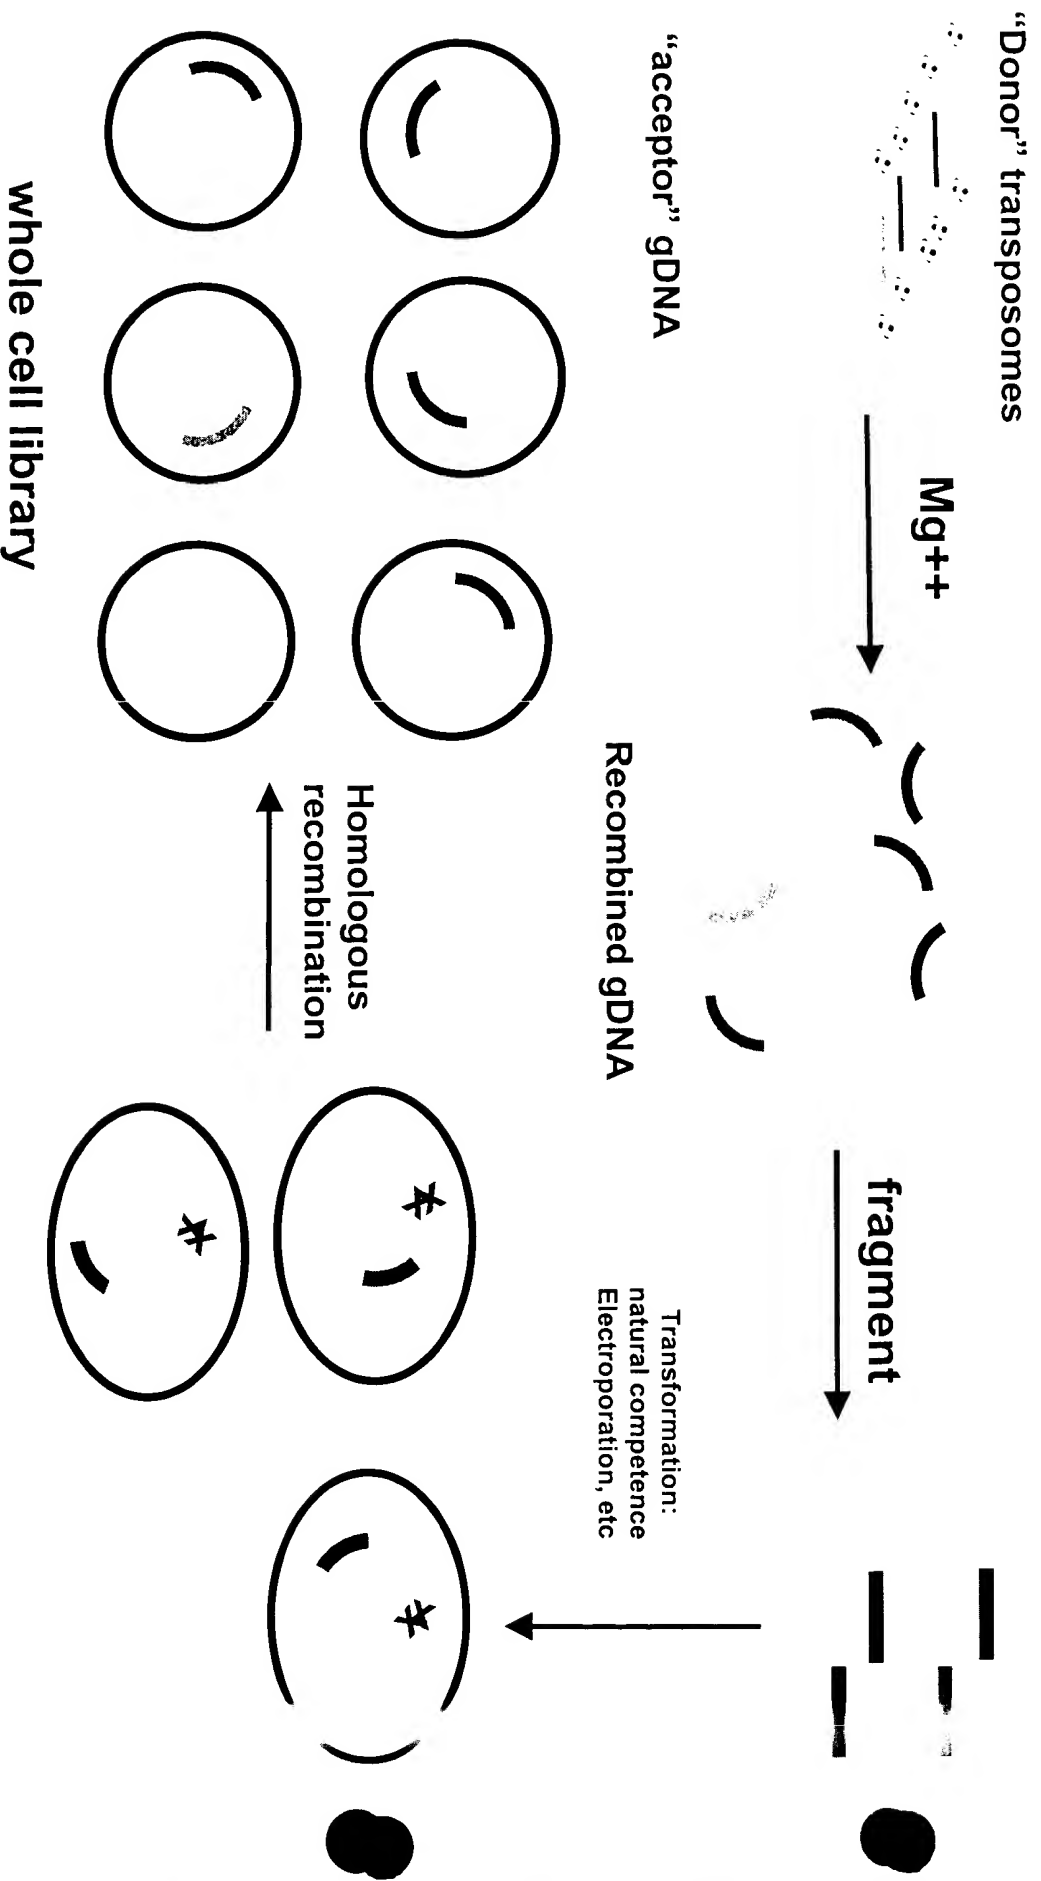 “Donor” transposomes
Mg++
fragment
“acceptor” gDNA
Recombined gDNA
Transformation:
natural competence
Electroporation, etc
Homologous
recombination
whole cell library